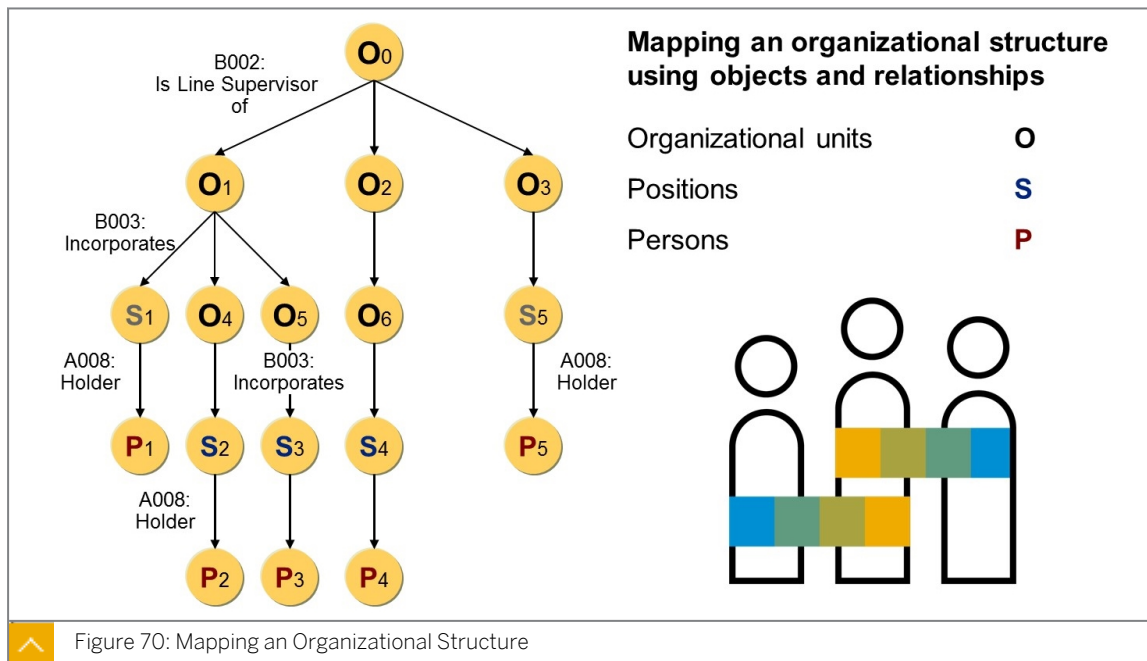 B002:
Is Line Supervisor
of
O0
Mapping an organizational structure
using objects and relationships
Organizational units O
Positions S
Persons P
O1 O2 O3
B003:
Incorporates
S1 O4 O5 O6 S5
A008:
Holder
B003:
Incorporates
A008:
Holder
P1 S2 S3 S4 P5
A008:
Holder
P2 P3 P4
Figure 70: Mapping an Organizational Structure